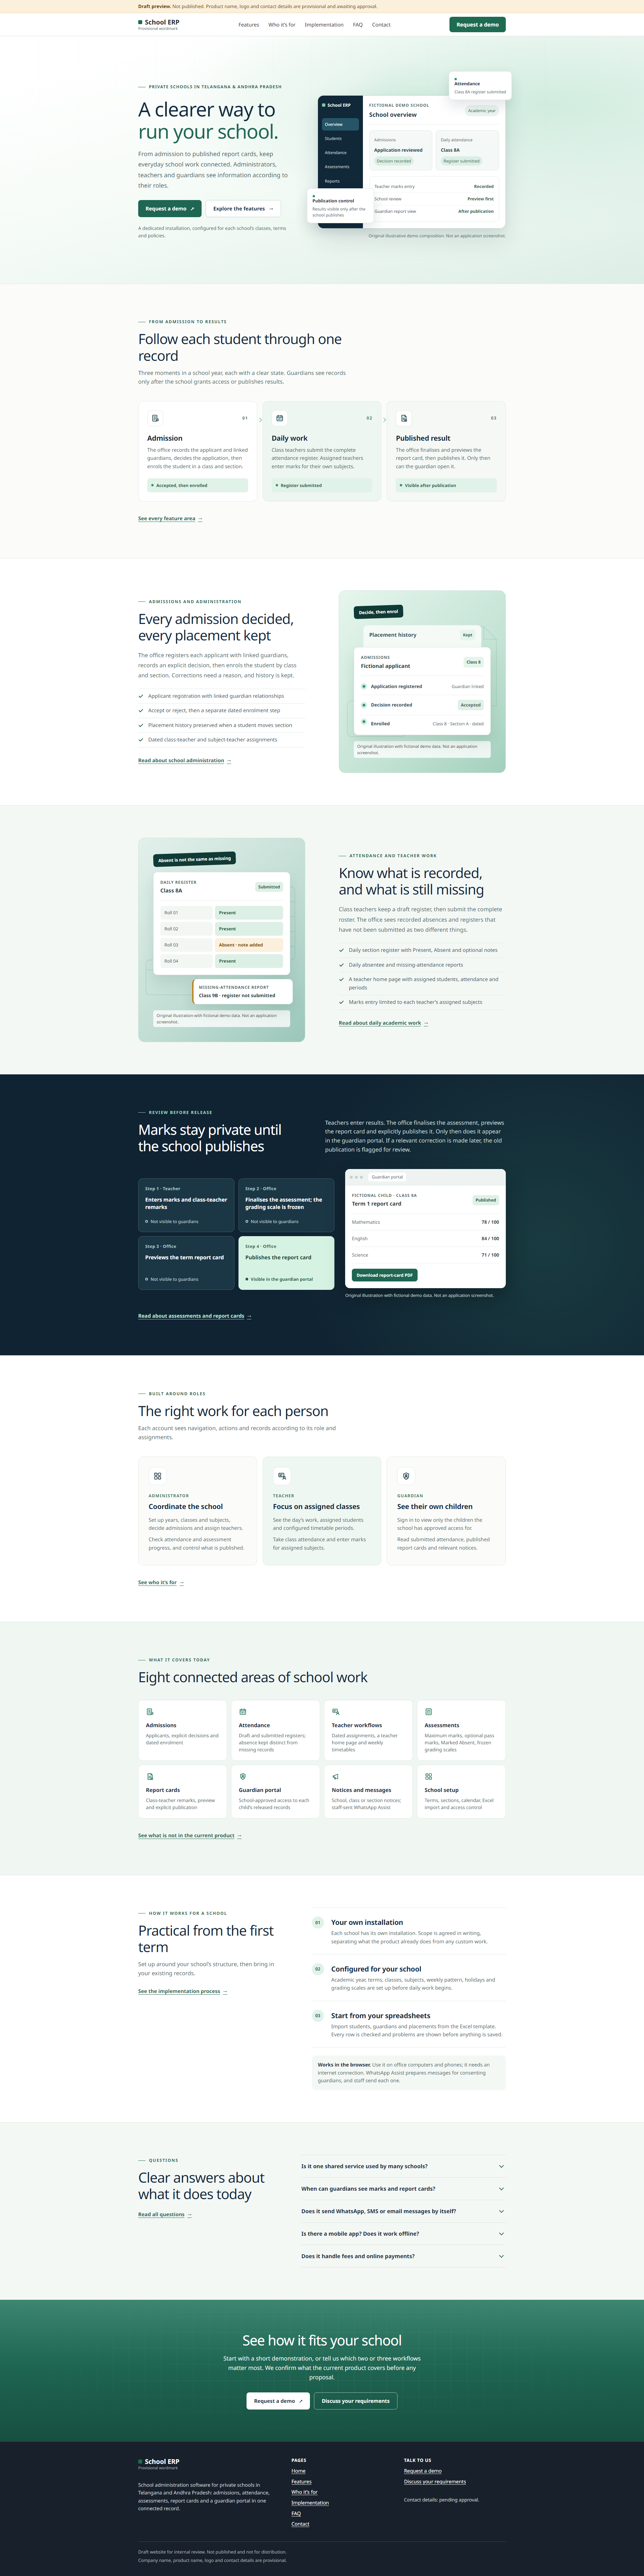 Draft preview. Not published. Product name, logo and contact details are provisional and awaiting approval.
School ERP
Provisional wordmark
Features
Who it's for
Implementation
FAQ
Contact
Request a demo
PRIVATE SCHOOLS IN TELANGANA & ANDHRA PRADESH
A clearer way to
run your school.
From admission to published report cards, keep
everyday school work connected. Administrators,
teachers and guardians see the information for
their roles.
Request a demo ↗
Explore the features →
A dedicated installation, configured for each school's classes, terms
and policies.
School ERP
Overview
Students
Attendance
Assessments
Reports
FICTIONAL DEMO SCHOOL
School overview
Academic year
Attendance
Class 8A register submitted
Admissions
Application reviewed
Decision recorded
Daily attendance
Class 8A
Register submitted
Teacher marks entry
Recorded
School review
Preview first
Guardian report view
After publication
Publication control
Results visible only after the
school publishes
Original illustrative demo composition. Not an application screenshot.
FROM ADMISSION TO RESULTS
Follow each student through one
record
Three moments in a school year, each with a clear state. Guardians see records
only after the school grants access or publishes results.
01
Admission
The office records the applicant and linked
guardians, decides the application, then
enrols the student in a class and section.
Accepted, then enrolled
02
Daily work
Class teachers submit the complete
attendance register. Assigned teachers
enter marks for their own subjects.
Register submitted
03
Published result
The office finalises and previews the
report card, then publishes it. Only then
can the guardian open it.
Visible after publication
See every feature area →
ADMISSIONS AND ADMINISTRATION
Every admission decided,
every placement kept
The office registers each applicant with linked guardians,
records an explicit decision, then enrols the student by class
and section. Corrections need a reason, and history is kept.
Applicant registration with linked guardian relationships
Accept or reject, then a separate dated enrolment step
Placement history preserved when a student moves section
Dated class-teacher and subject-teacher assignments
Read about school administration →
Decide, then enrol
Placement history
Kept
ADMISSIONS
Fictional applicant
Class 8
Application registered
Guardian linked
Decision recorded
Accepted
Enrolled
Class 8 · Section A · dated
Original illustration with fictional demo data. Not an application
screenshot.
Absent is not the same as missing
DAILY REGISTER
Class 8A
Submitted
Roll 01
Present
Roll 02
Present
Roll 03
Absent · note added
Roll 04
Present
MISSING-ATTENDANCE REPORT
Class 9B · register not submitted
Original illustration with fictional demo data. Not an application
screenshot.
ATTENDANCE AND TEACHER WORK
Know what is recorded,
and what is still missing
Class teachers keep a draft register, then submit the complete
roster. The office sees recorded absences and registers that
have not been submitted as two different things.
Daily section register with Present, Absent and optional notes
Daily absentee and missing-attendance reports
A teacher home page with assigned students, attendance and
periods
Marks entry limited to each teacher's assigned subjects
Read about daily academic work →
REVIEW BEFORE RELEASE
Marks stay private until
the school publishes
Teachers enter results. The office finalises the assessment, previews
the report card and explicitly publishes it. Only then does it appear
in the guardian portal. If a relevant correction is made later, the old
publication is flagged for review.
Step 1 · Teacher
Enters marks and class-teacher
remarks
Not visible to guardians
Step 2 · Office
Finalises the assessment; the
grading scale is frozen
Not visible to guardians
Step 3 · Office
Previews the term report card
Not visible to guardians
Step 4 · Office
Publishes the report card
Visible in the guardian portal
Guardian portal
FICTIONAL CHILD · CLASS 8A
Term 1 report card
Published
Mathematics
78 / 100
English
84 / 100
Science
71 / 100
Download report-card PDF
Original illustration with fictional demo data. Not an application screenshot.
Read about assessments and report cards →
BUILT AROUND ROLES
The right work for each person
Each account sees navigation, actions and records according to its role and
assignments.
ADMINISTRATOR
Coordinate the school
Set up years, classes and subjects,
decide admissions and assign teachers.
Check attendance and assessment
progress, and control what is published.
TEACHER
Focus on assigned classes
See the day's work, assigned students
and configured timetable periods.
Take class attendance and enter marks
for assigned subjects.
GUARDIAN
See their own children
Sign in to view only the children the
school has approved access for.
Read submitted attendance, published
report cards and relevant notices.
See who it's for →
WHAT IT COVERS TODAY
Eight connected areas of school work
Admissions
Applicants, explicit decisions and
dated enrolment
Attendance
Draft and submitted registers;
absence kept distinct from
missing records
Teacher workflows
Dated assignments, a teacher
home page and weekly
timetables
Assessments
Maximum marks, optional pass
marks, Marked Absent, frozen
grading scales
Report cards
Class-teacher remarks, preview
and explicit publication
Guardian portal
School-approved access to each
child's released records
Notices and messages
School, class or section notices;
staff-sent WhatsApp Assist
School setup
Terms, sections, calendar, Excel
import and access control
See what is not in the current product →
HOW IT WORKS FOR A SCHOOL
Practical from the first
term
Set up around your school's structure, then bring in
your existing records.
See the implementation process →
01
Your own installation
Each school has its own installation. Scope is agreed in writing,
separating what the product already does from any custom work.
02
Configured for your school
Academic year, terms, classes, subjects, weekly pattern, holidays and
grading scales are set up before daily work begins.
03
Start from your spreadsheets
Import students, guardians and placements from the Excel template.
Every row is checked and problems are shown before anything is saved.
Works in the browser. Use it on office computers and phones; it needs an
internet connection. WhatsApp Assist prepares messages for consenting
guardians, and staff send each one.
QUESTIONS
Clear answers about
what it does today
Read all questions →
Is it one shared service used by many schools?
When can guardians see marks and report cards?
Does it send WhatsApp, SMS or email messages by itself?
Is there a mobile app? Does it work offline?
Does it handle fees and online payments?
See how it fits your school
Start with a short demonstration, or tell us which two or three workflows
matter most. We confirm what the current product covers before any
proposal.
Request a demo ↗
Discuss your requirements
School ERP
Provisional wordmark
School administration software for private schools in
Telangana and Andhra Pradesh: admissions, attendance,
assessments, report cards and a guardian portal in one
connected record.
PAGES
Home
Features
Who it's for
Implementation
FAQ
Contact
TALK TO US
Request a demo
Discuss your requirements
Contact details: pending approval.
Draft website for internal review. Not published and not for distribution.
Company name, product name, logo and contact details are provisional.